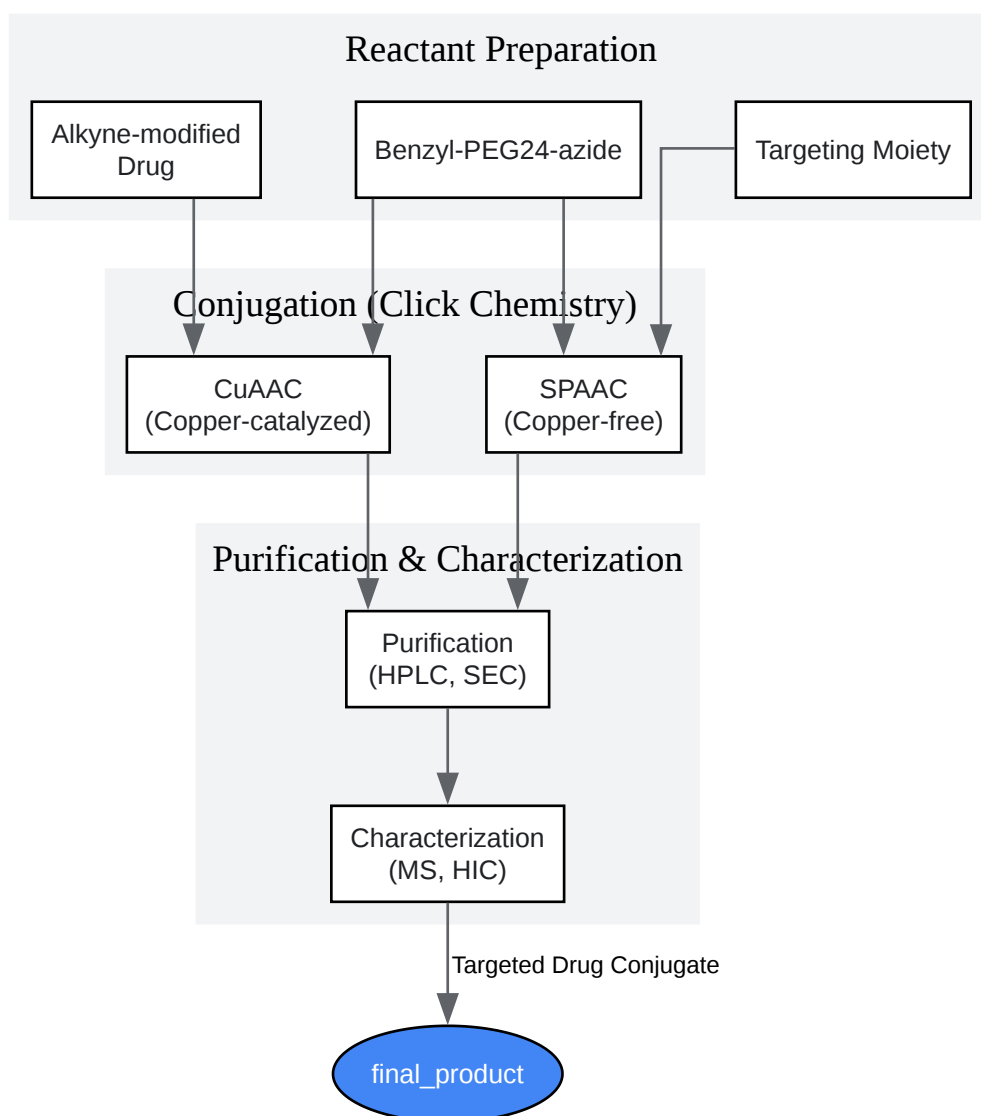 Reactant Preparation
Alkyne-modified
Drug
Benzyl-PEG24-azide
Targeting Moiety
Conjugation (Click Chemistry)
CuAAC
(Copper-catalyzed)
SPAAC
(Copper-free)
Purification & Characterization
Purification
(HPLC, SEC)
Characterization
(MS, HIC)
Targeted Drug Conjugate
final_product